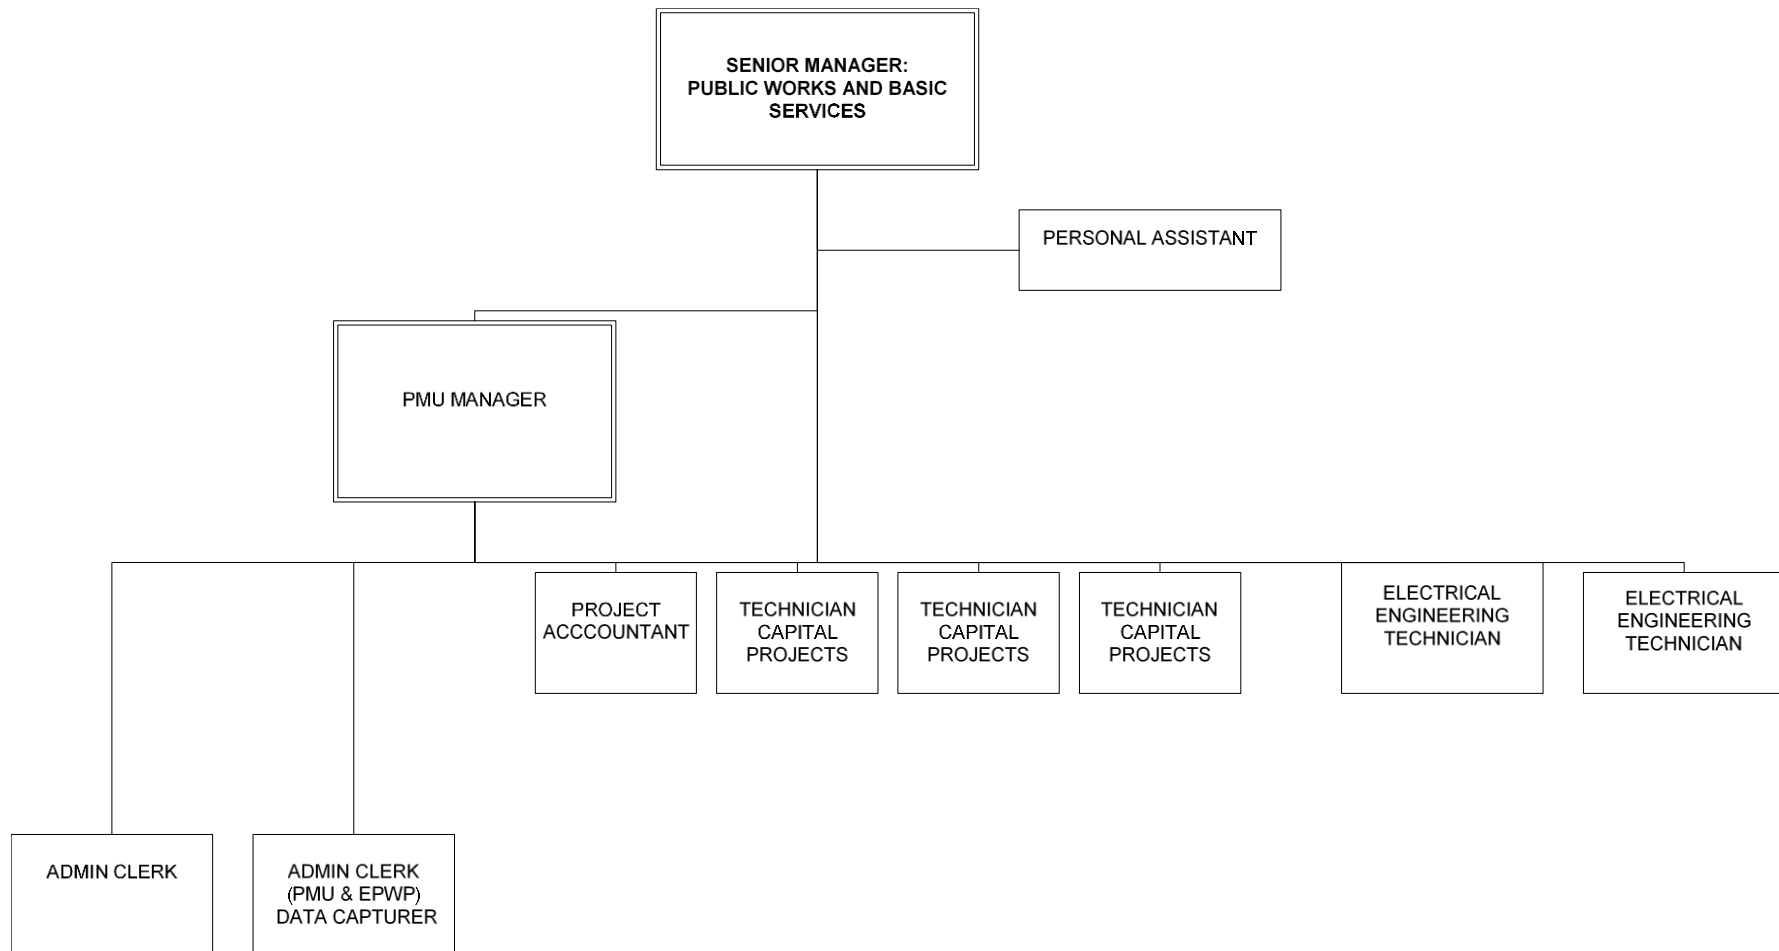 SENIOR MANAGER:
PUBLIC WORKS AND BASIC
SERVICES
PERSONAL ASSISTANT
PMU MANAGER
PROJECT
ACCCOUNTANT
TECHNICIAN
CAPITAL
PROJECTS
TECHNICIAN
CAPITAL
PROJECTS
TECHNICIAN
CAPITAL
PROJECTS
ELECTRICAL
ENGINEERING
TECHNICIAN
ELECTRICAL
ENGINEERING
TECHNICIAN
ADMIN CLERK
ADMIN CLERK
(PMU & EPWP)
DATA CAPTURER